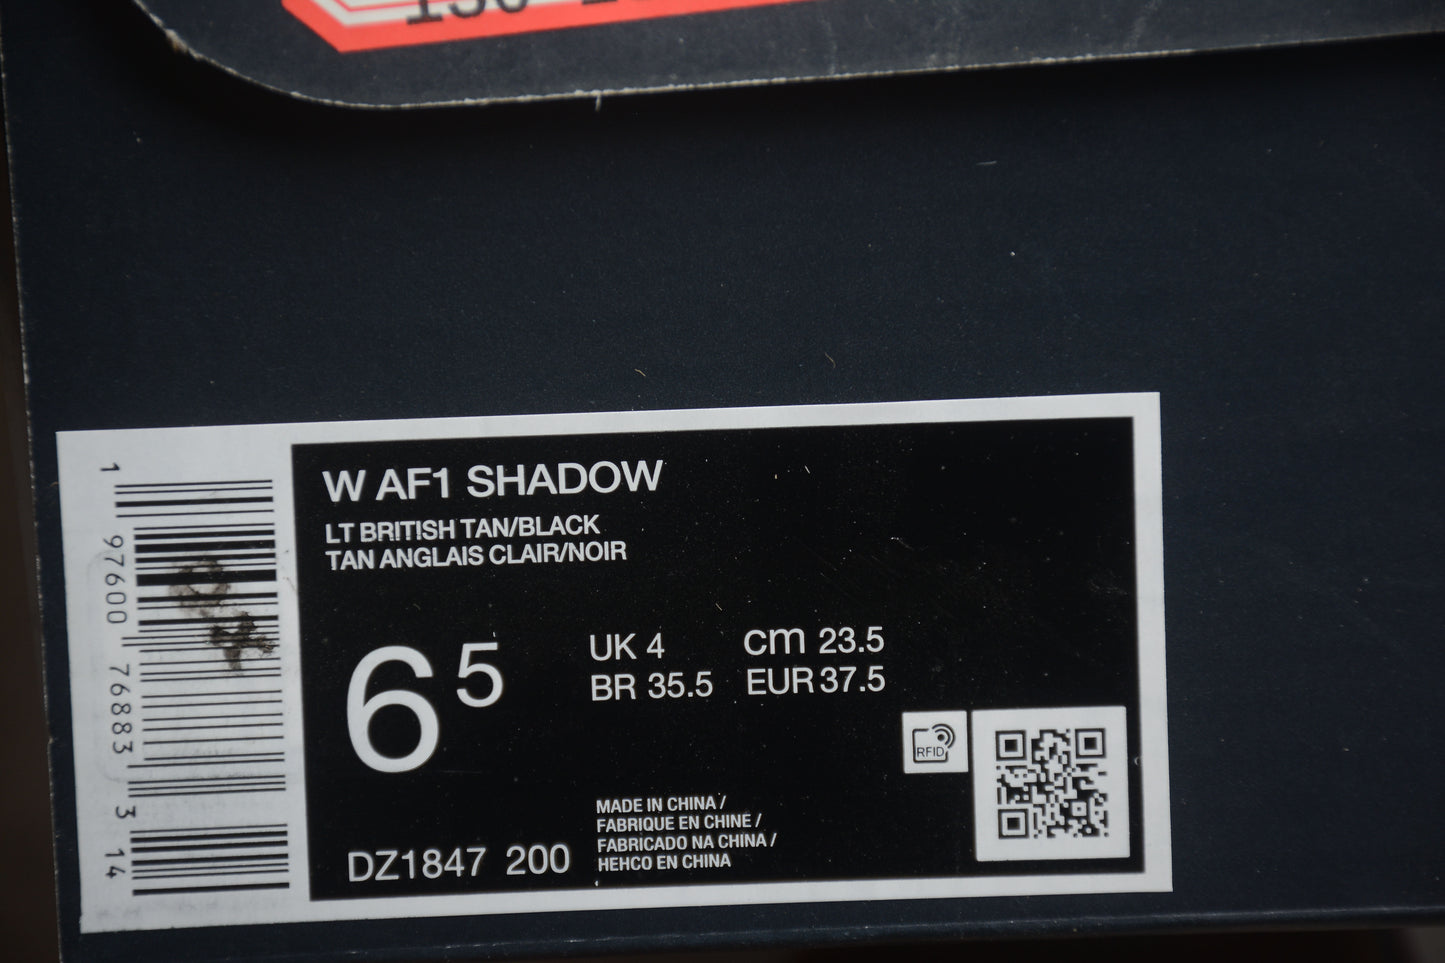 W AF1 SHADOW
LT BRITISH TAN/BLACK
TAN ANGLAIS CLAIR/NOIR
6 5
UK 4 cm 23.5
BR 35.5 EUR 37.5
RFID
MADE IN CHINA /
FABRIQUE EN CHINE /
FABRICADO NA CHINA /
HEHCO EN CHINA
DZ1847 200
1 97600 76883 3 14